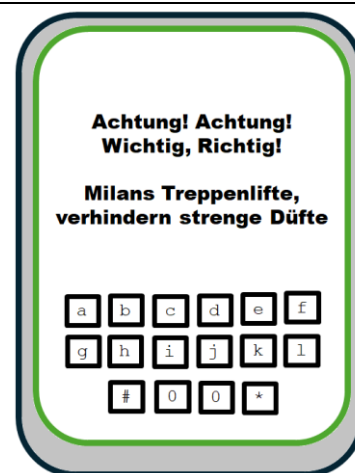 Achtung! Achtung!
Wichtig, Richtig!
Milans Treppenlifte,
verhindern strenge Düfte
a b c d e f
g h i j k l
# 0 0 *